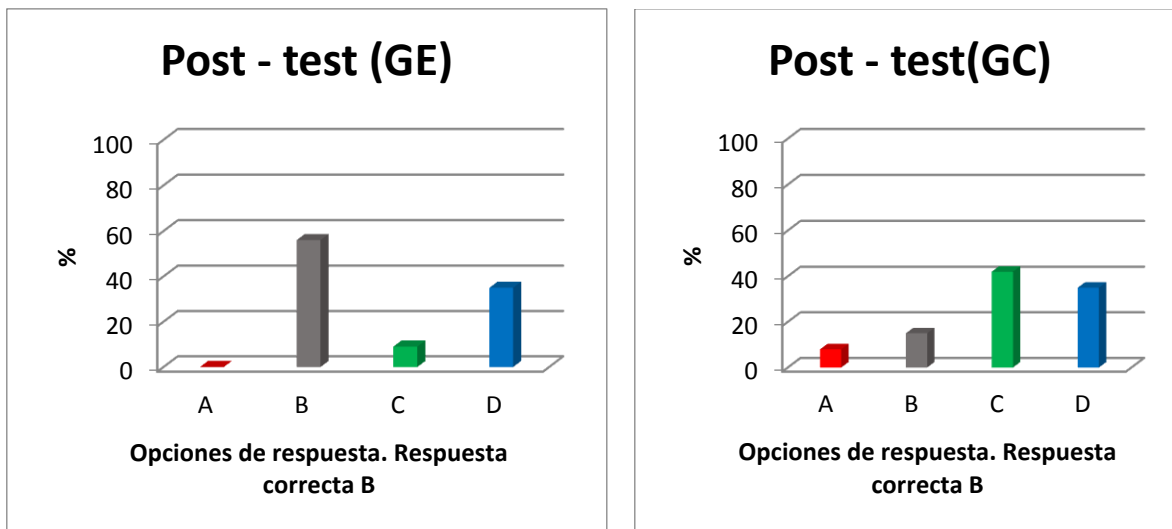 Post - test (GE)
100
80
60
40
20
0
%
A B C D
Opciones de respuesta. Respuesta
correcta B
Post - test(GC)
100
80
60
40
20
0
%
A B C D
Opciones de respuesta. Respuesta
correcta B